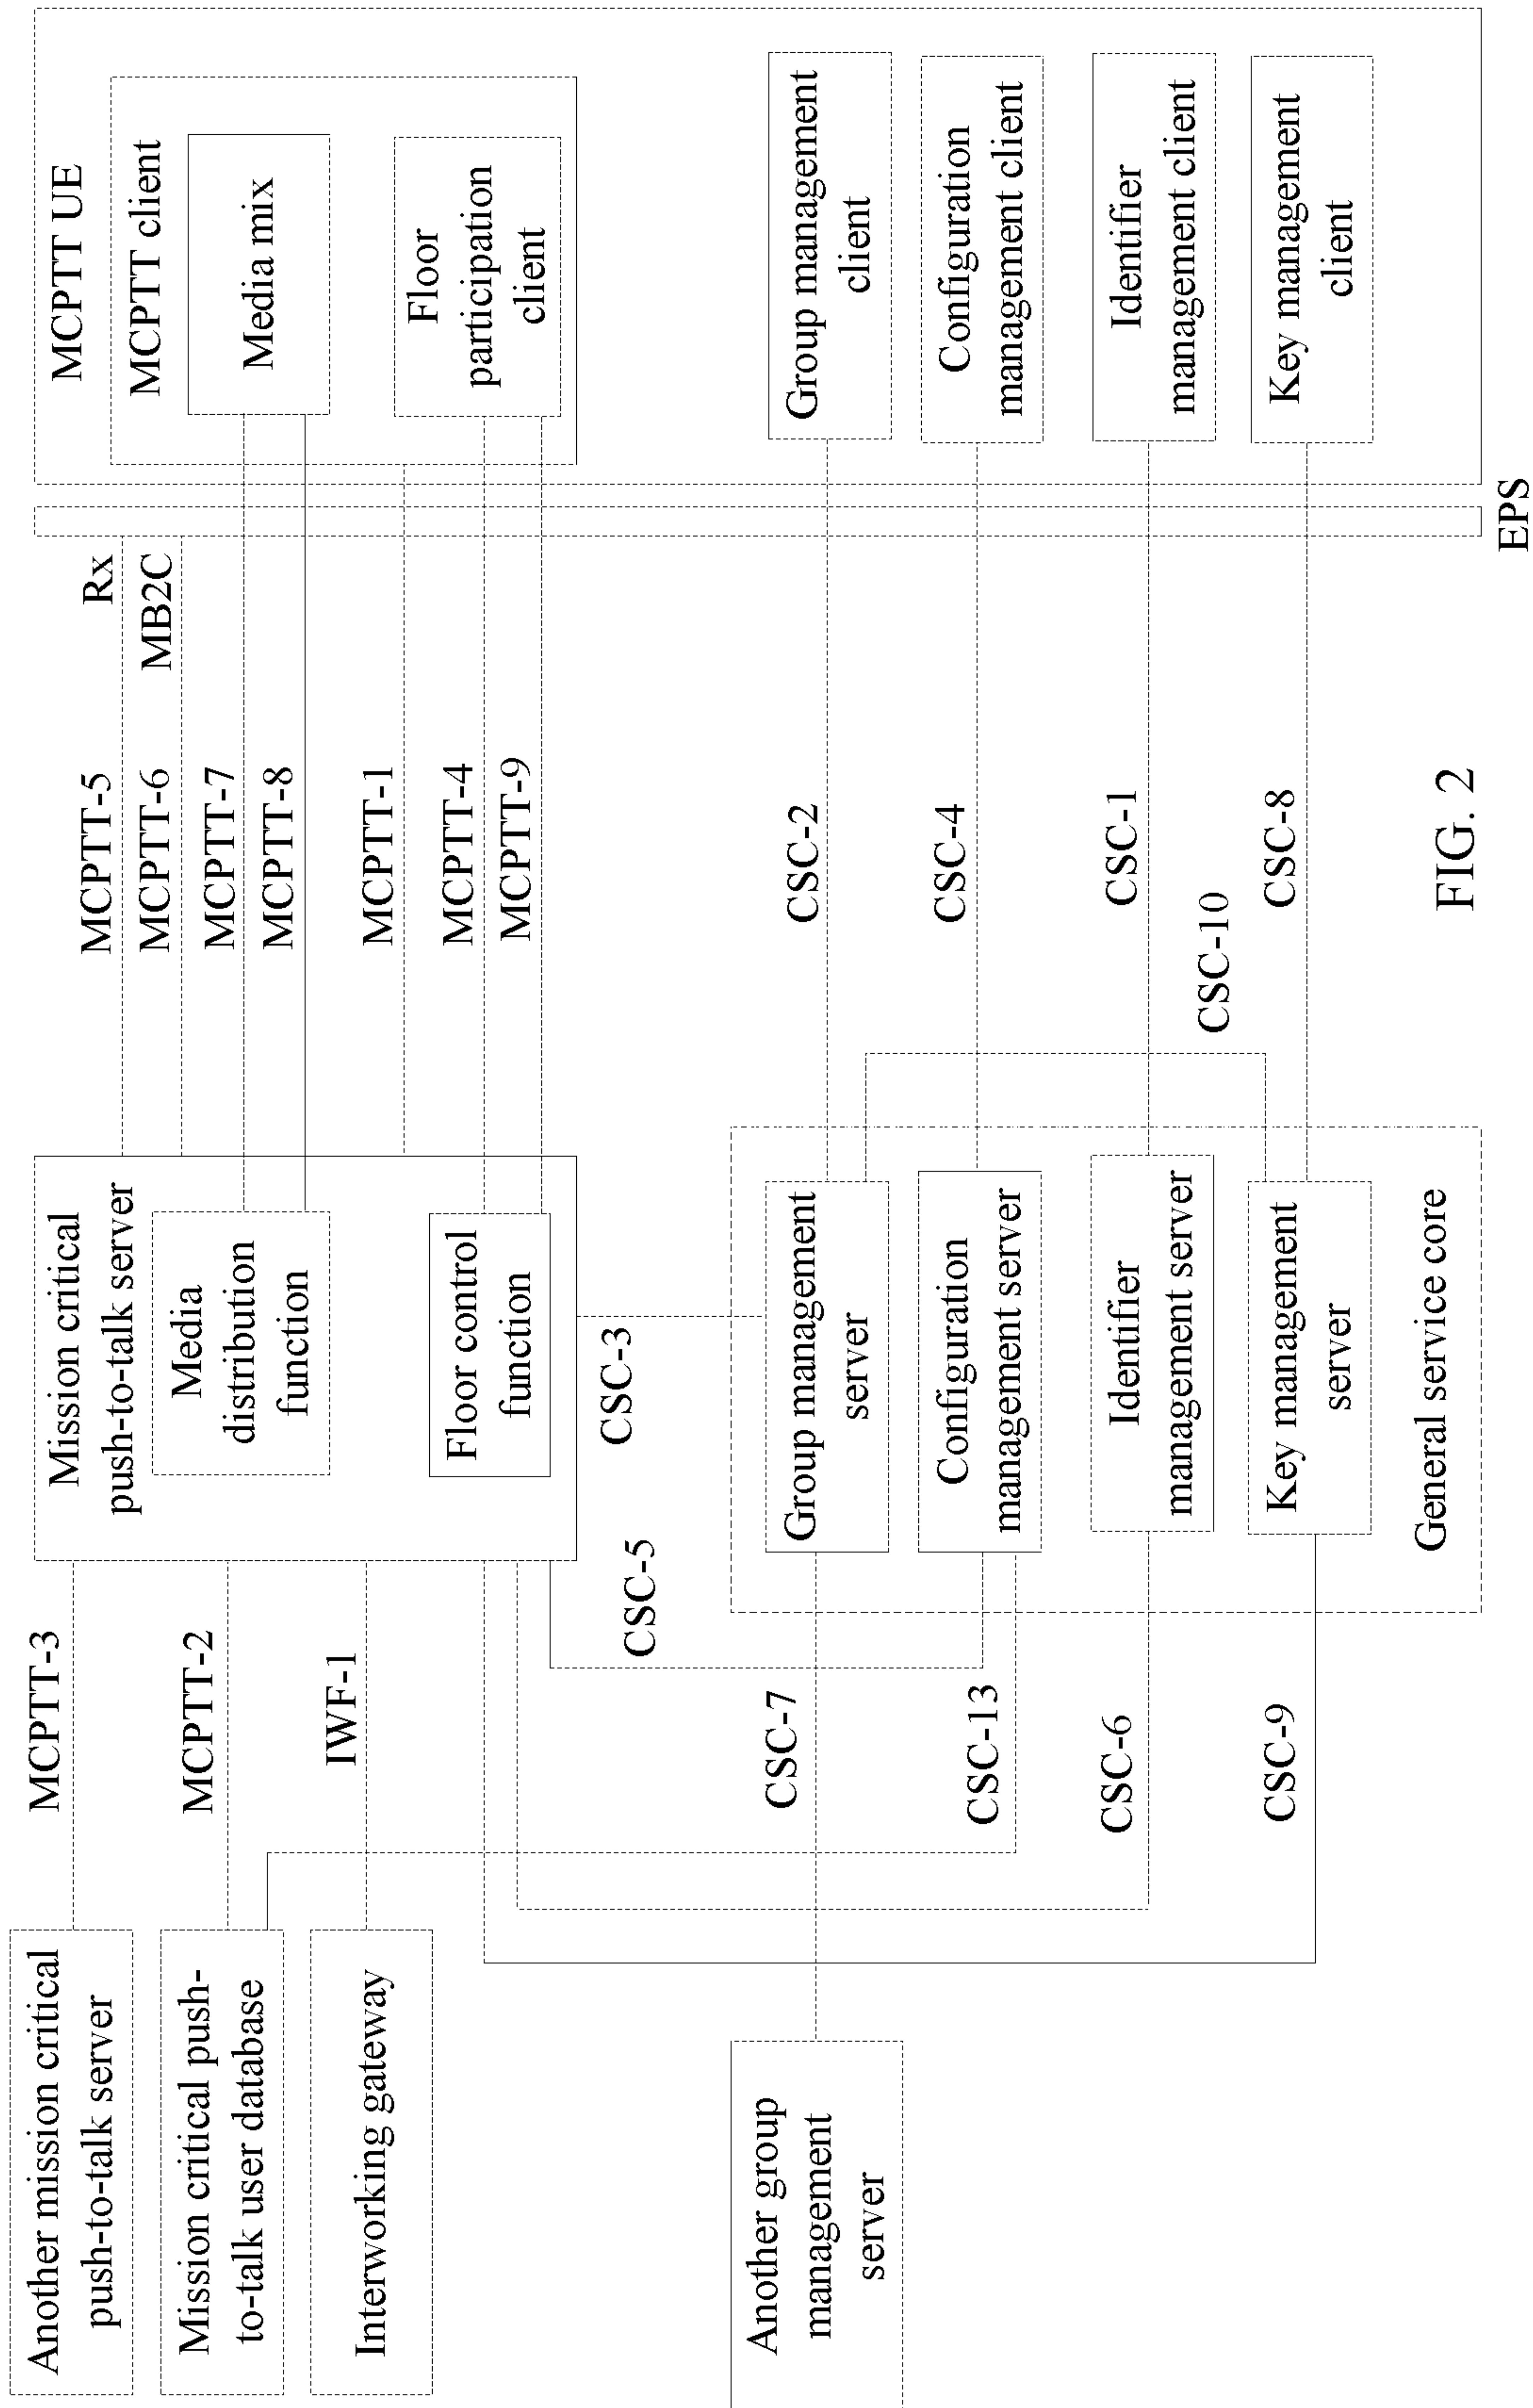 Another mission critical
push-to-talk server
Mission critical push-
to-talk user database
Interworking gateway
Another group
management
server
MCPTT-3
MCPTT-2
IWF-1
CSC-7
CSC-13
CSC-6
CSC-9
CSC-5
Mission critical
push-to-talk server
Media
distribution
function
Floor control
function
CSC-3
Group management
server
Configuration
management server
Identifier
management server
Key management
server
General service core
MCPTT-5
MCPTT-6
MCPTT-7
MCPTT-8
MCPTT-1
MCPTT-4
MCPTT-9
Rx
MB2C
CSC-2
CSC-4
CSC-1
CSC-10
CSC-8
MCPTT UE
MCPTT client
Media mix
Floor
participation
client
Group management
client
Configuration
management client
Identifier
management client
Key management
client
EPS
FIG. 2